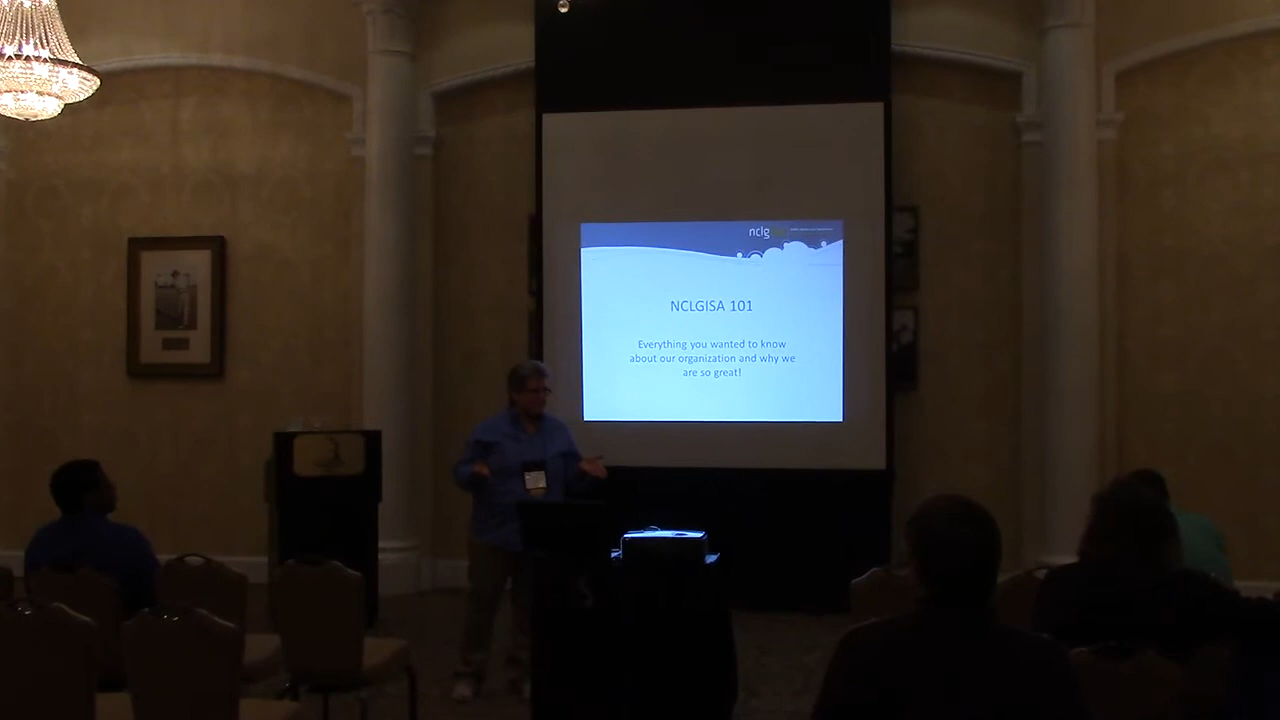 nclg
NCLGISA 101
Everything you wanted to know
about our organization and why we
are so great!